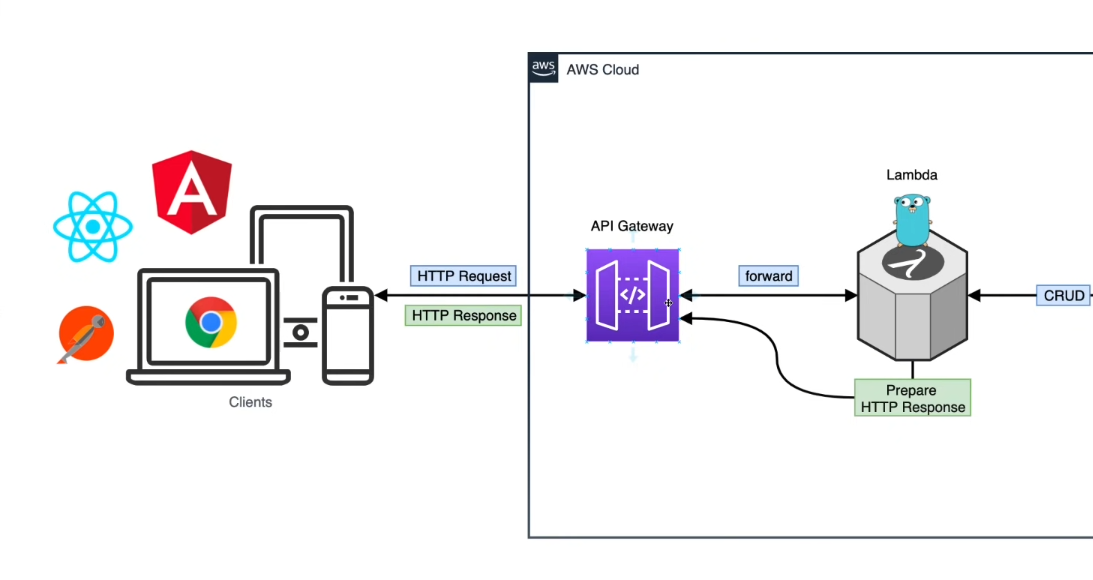 aws
AWS Cloud
Lambda
API Gateway
HTTP Request
forward
CRUD
HTTP Response
</>
Prepare
HTTP Response
Clients